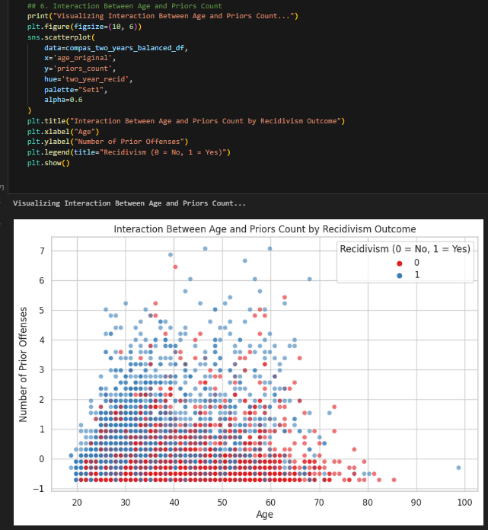 ## 6. Interaction Between Age and Priors Count
print("Visualizing Interaction Between Age and Priors Count...")
plt.figure(figsize=(10, 6))
sns.scatterplot(
data=compas_two_years_balanced_df,
x='age_original',
y='priors_count',
hue='two_year_recid',
palette="Set1",
alpha=0.6
)
plt.title("Interaction Between Age and Priors Count by Recidivism Outcome")
plt.xlabel("Age")
plt.ylabel("Number of Prior Offenses")
plt.legend(title="Recidivism (0 = No, 1 = Yes)")
plt.show()
Visualizing Interaction Between Age and Priors Count...
Interaction Between Age and Priors Count by Recidivism Outcome
Recidivism (0 = No, 1 = Yes)
0
1
Number of Prior Offenses
7
6
5
4
3
2
1
0
−1
20 30 40 50 60 70 80 90 100
Age